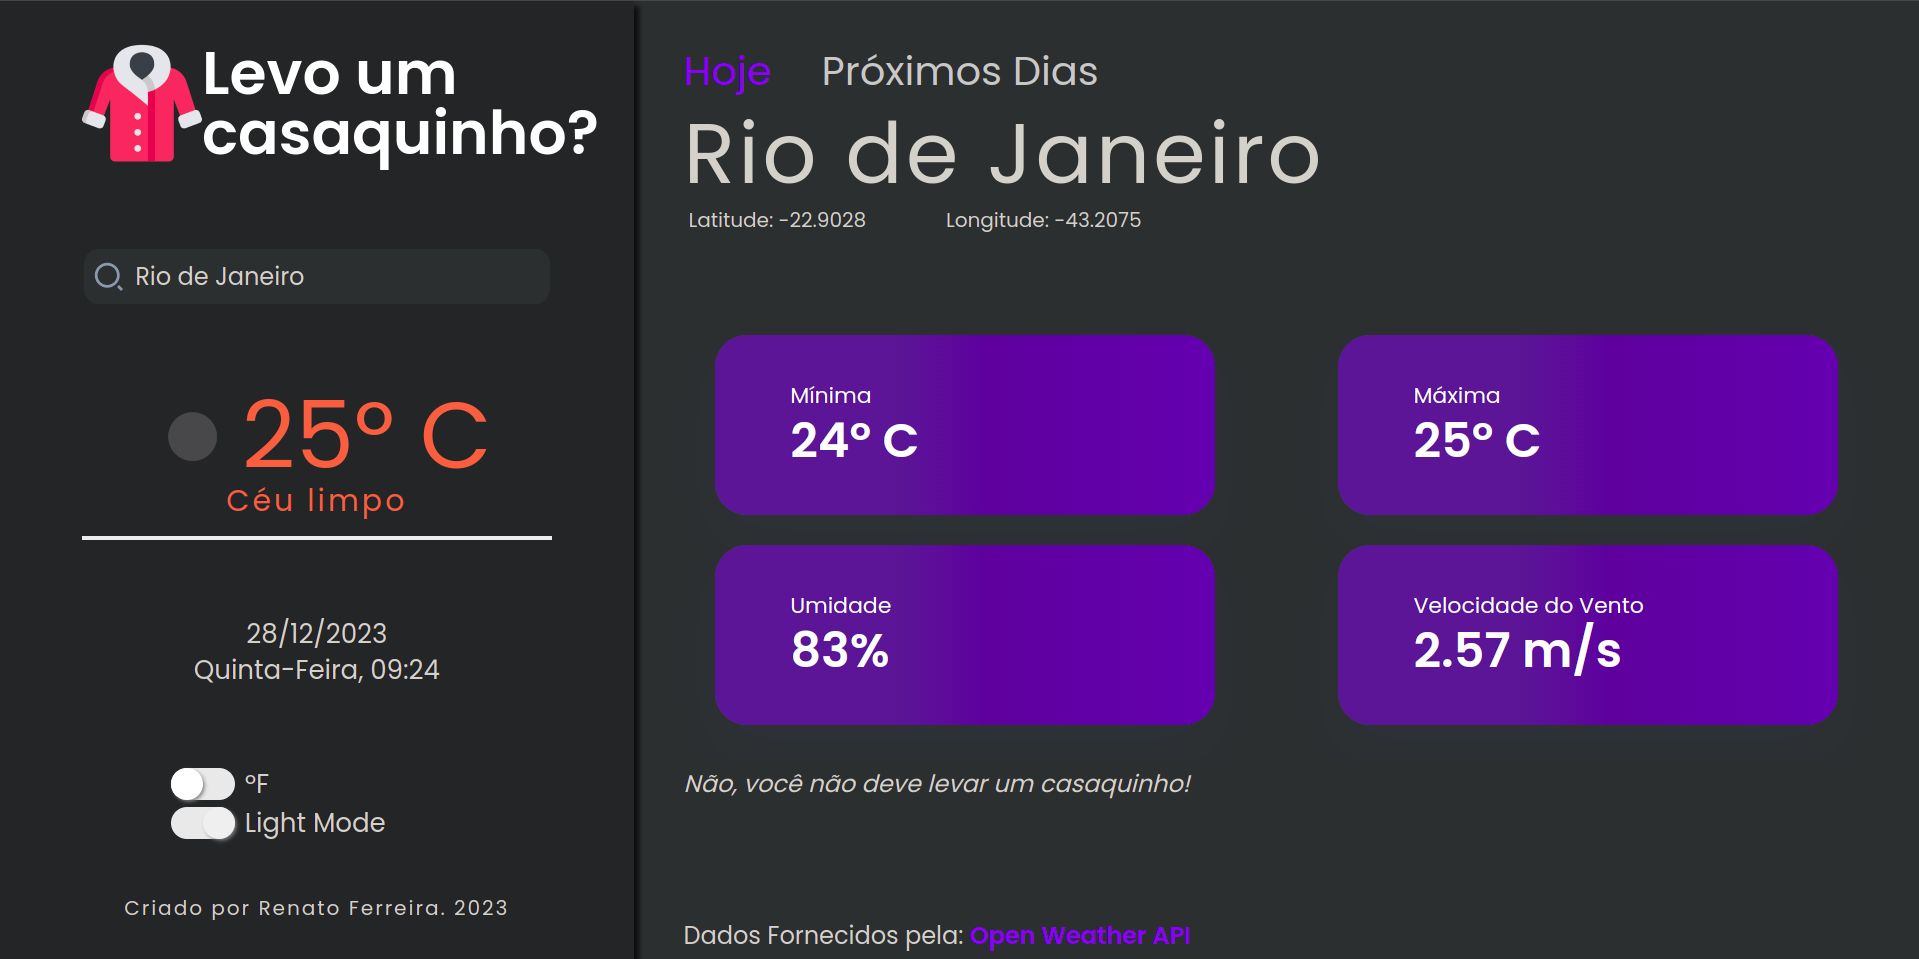 Levo um
casaquinho?
Rio de Janeiro
25° C
Céu limpo
28/12/2023
Quinta-Feira, 09:24
°F
Light Mode
Criado por Renato Ferreira. 2023
Hoje Próximos Dias
Rio de Janeiro
Latitude: -22.9028 Longitude: -43.2075
Mínima
24° C
Máxima
25° C
Umidade
83%
Velocidade do Vento
2.57 m/s
Não, você não deve levar um casaquinho!
Dados Fornecidos pela: Open Weather API